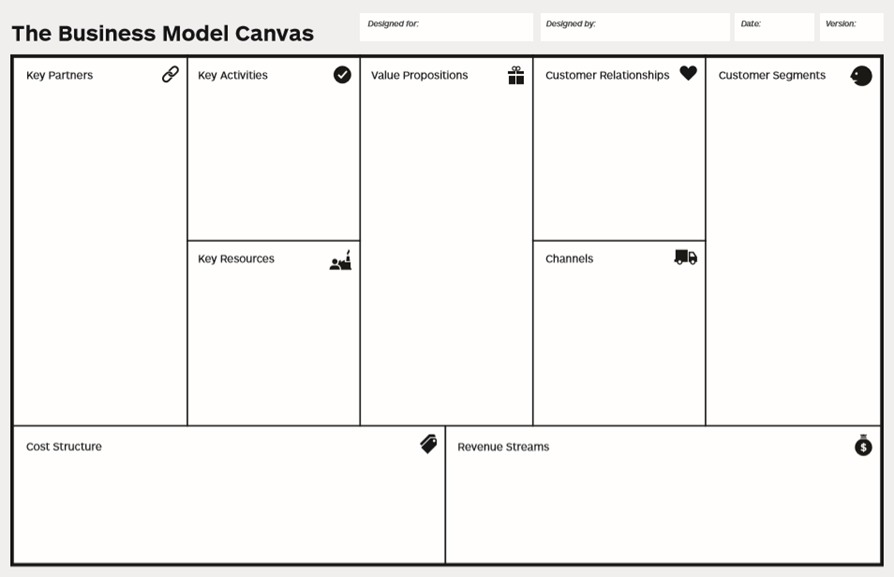 The Business Model Canvas
Designed for:
Designed by:
Date:
Version:
Key Partners
Key Activities
Value Propositions
Customer Relationships
Customer Segments
Key Resources
Channels
Cost Structure
Revenue Streams
$